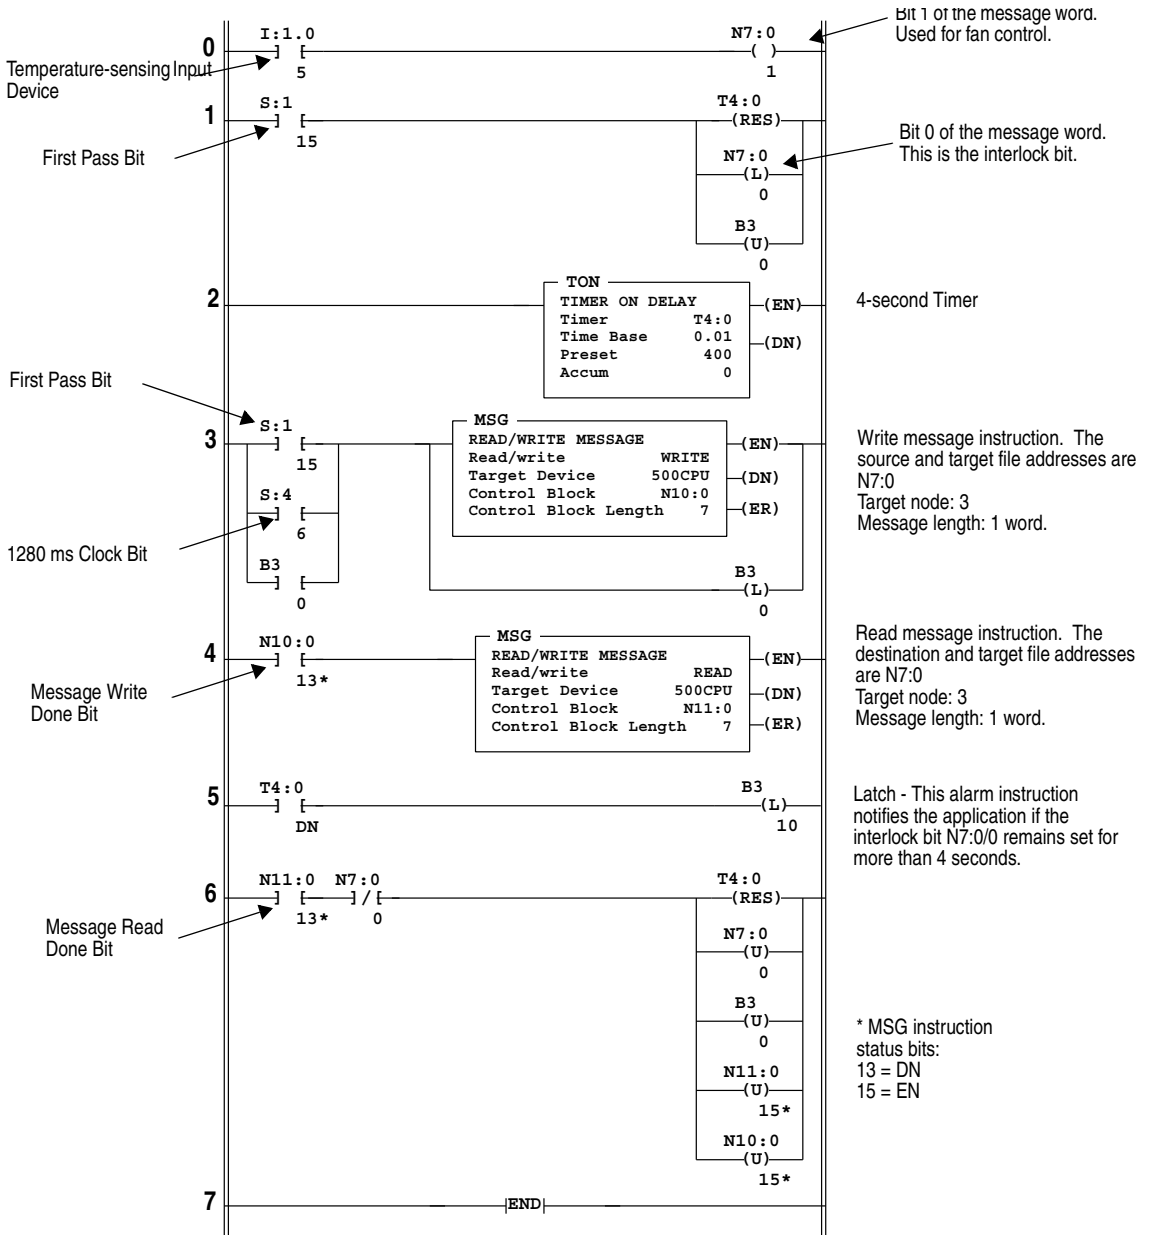 Bit 1 of the message word.
Used for fan control.
I:1.0
N7:0
0
] [
( )
5
1
Temperature-sensing Input
Device
S:1
T4:0
1
] [
(RES)
15
First Pass Bit
Bit 0 of the message word.
This is the interlock bit.
N7:0
(L)
0
B3
(U)
0
TON
2
TIMER ON DELAY
(EN)
4-second Timer
Timer T4:0
Time Base 0.01
(DN)
Preset 400
Accum 0
First Pass Bit
S:1
MSG
3
] [
READ/WRITE MESSAGE
(EN)
Write message instruction. The
15
Read/write WRITE
source and target file addresses are
Target Device 500CPU
(DN)
N7:0
S:4
Control Block N10:0
Target node: 3
] [
Control Block Length 7
(ER)
Message length: 1 word.
6
1280 ms Clock Bit
B3
] [
0
B3
(L)
0
N10:0
MSG
Read message instruction. The
4
] [
READ/WRITE MESSAGE
(EN)
destination and target file addresses
13*
Read/write READ
are N7:0
Message Write
Target Device 500CPU
(DN)
Target node: 3
Done Bit
Control Block N11:0
Message length: 1 word.
Control Block Length 7
(ER)
T4:0
B3
5
] [
(L)
DN
10
Latch - This alarm instruction
notifies the application if the
interlock bit N7:0/0 remains set for
more than 4 seconds.
N11:0 N7:0
T4:0
6
] [ ]/[
(RES)
13* 0
Message Read
Done Bit
N7:0
(U)
0
B3
(U)
0
* MSG instruction
status bits:
13 = DN
15 = EN
N11:0
(U)
15*
N10:0
(U)
15*
7
END